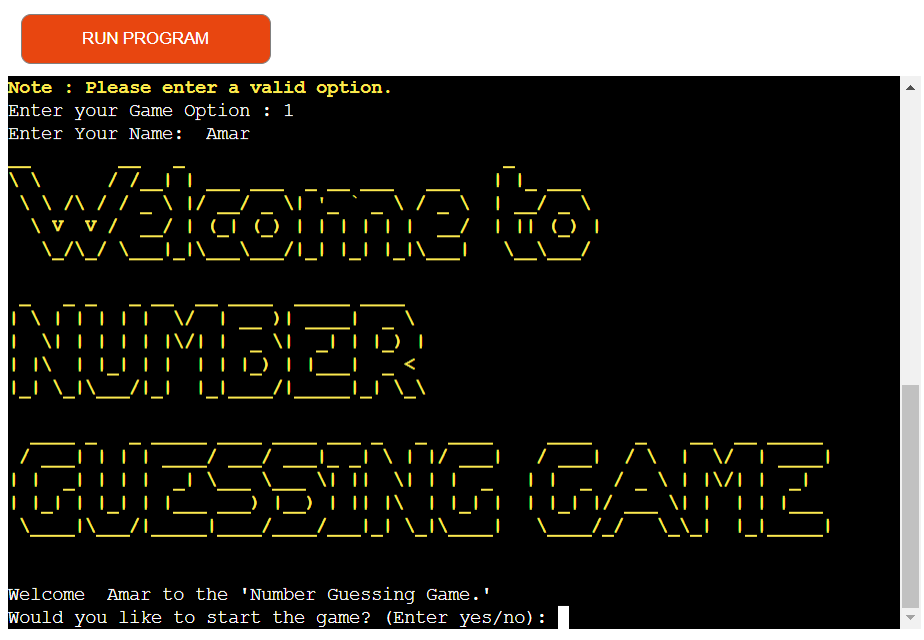 RUN PROGRAM
Note : Please enter a valid option.
Enter your Game Option : 1
Enter Your Name:  Amar
Welcome to
NUMBER
GUESSING GAME
Welcome  Amar to the 'Number Guessing Game.'
Would you like to start the game? (Enter yes/no):